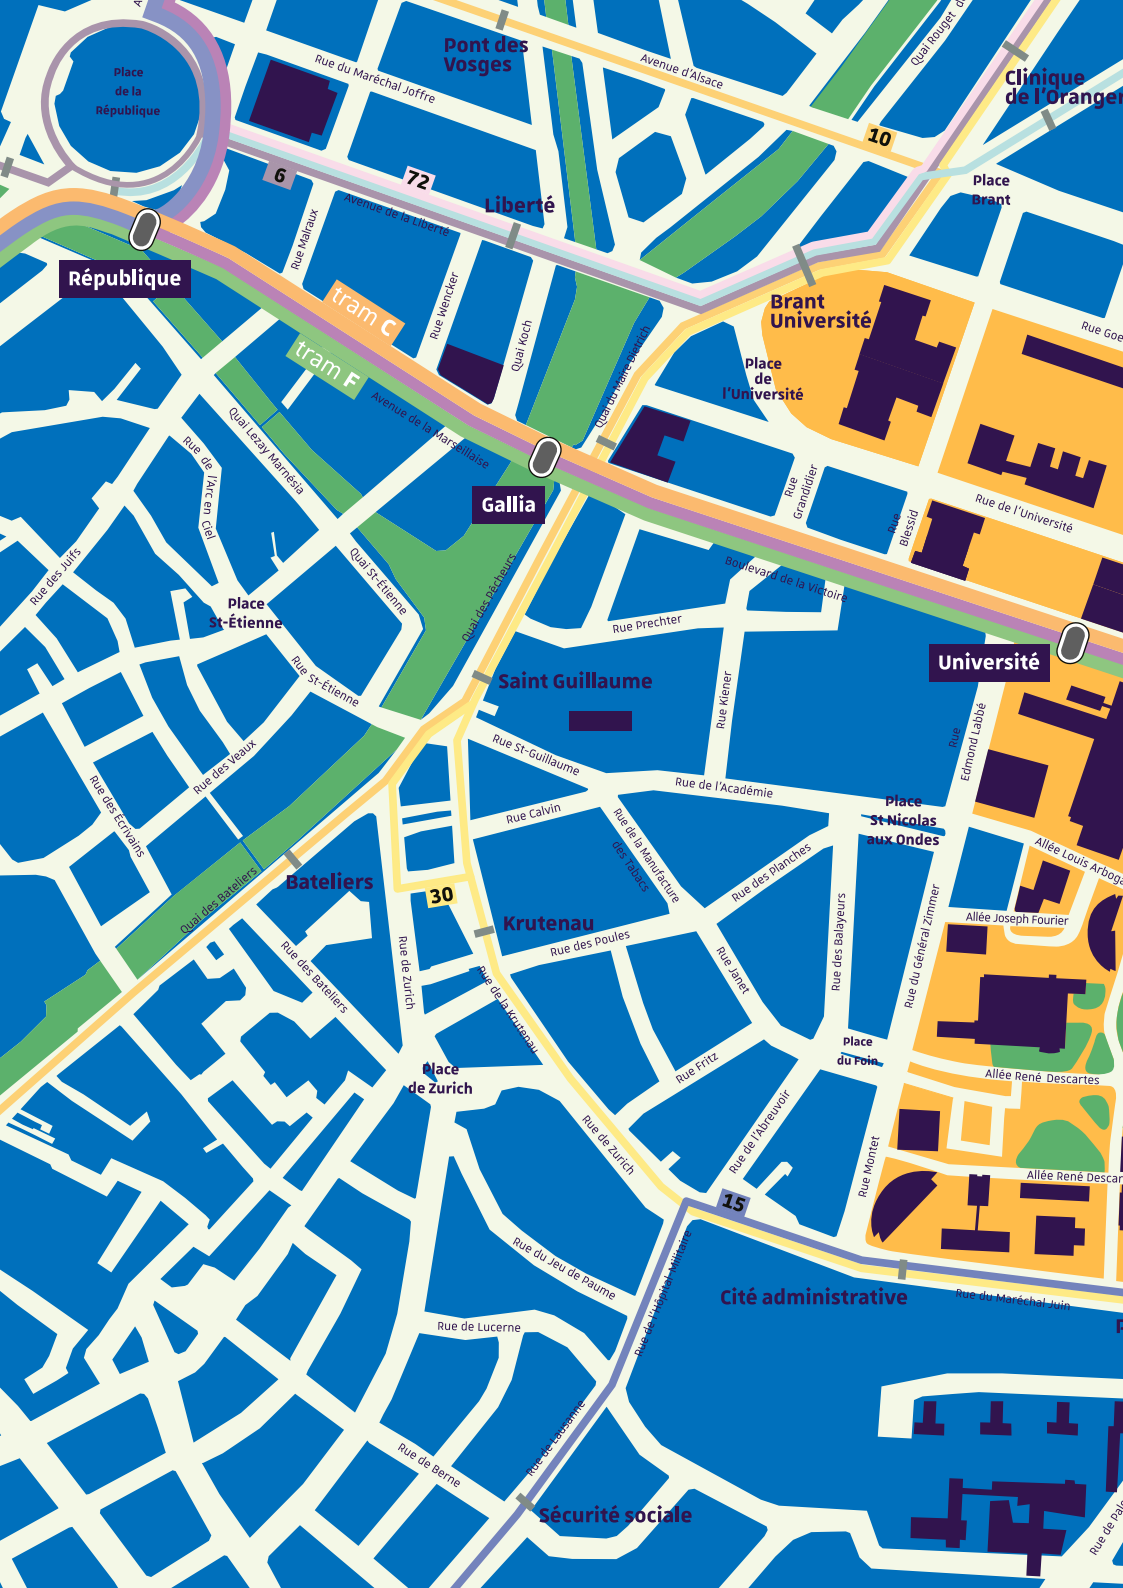 Pont des
Vosges
Avenue d'Alsace
Quai Rouget
10
Clinique
de l'Oranger
Place
de la
République
Rue du Maréchal Joffre
6
72
Avenue de la Liberté
Liberté
Place
Brant
République
Rue Malraux
tram C
tram F
Rue Wencker
Quai Koch
Quai du Maire Dietrich
Brant
Université
Rue Goe
Place
de
l'Université
Avenue de la Marseillaise
Quai Lezay Marnésia
Rue de l'Arc en Ciel
Gallia
Rue
Grandidier
Rue
Blessid
Rue de l'Université
Boulevard de la Victoire
Rue des Juifs
Quai St-Étienne
Quai des Pêcheurs
Place
St-Étienne
Rue Prechter
Université
Rue St-Étienne
Saint Guillaume
Rue Kiener
Rue
Edmond Labbé
Rue St-Guillaume
Rue des Veaux
Rue des Écrivains
Rue de l'Académie
Rue Calvin
Place
St Nicolas
aux Ondes
Rue de la Manufacture
des Tabacs
Rue des Planches
Allée Louis Arboga
Bateliers
Quai des Bateliers
30
Krutenau
Rue des Poules
Rue des Balayeurs
Rue du Général Zimmer
Allée Joseph Fourier
Rue des Bateliers
Rue de Zurich
Rue de la Krutenau
Rue Janet
Place
du Foin
Place
de Zurich
Rue Fritz
Allée René Descartes
Rue de l'Abreuvoir
Rue de Zurich
Rue Montet
Allée René Descar
15
Rue du Jeu de Paume
Rue de l'Hôpital Militaire
Cité administrative
Rue du Maréchal Juin
Rue de Lucerne
Rue de Lausanne
Rue de Berne
Sécurité sociale
Rue de Pale